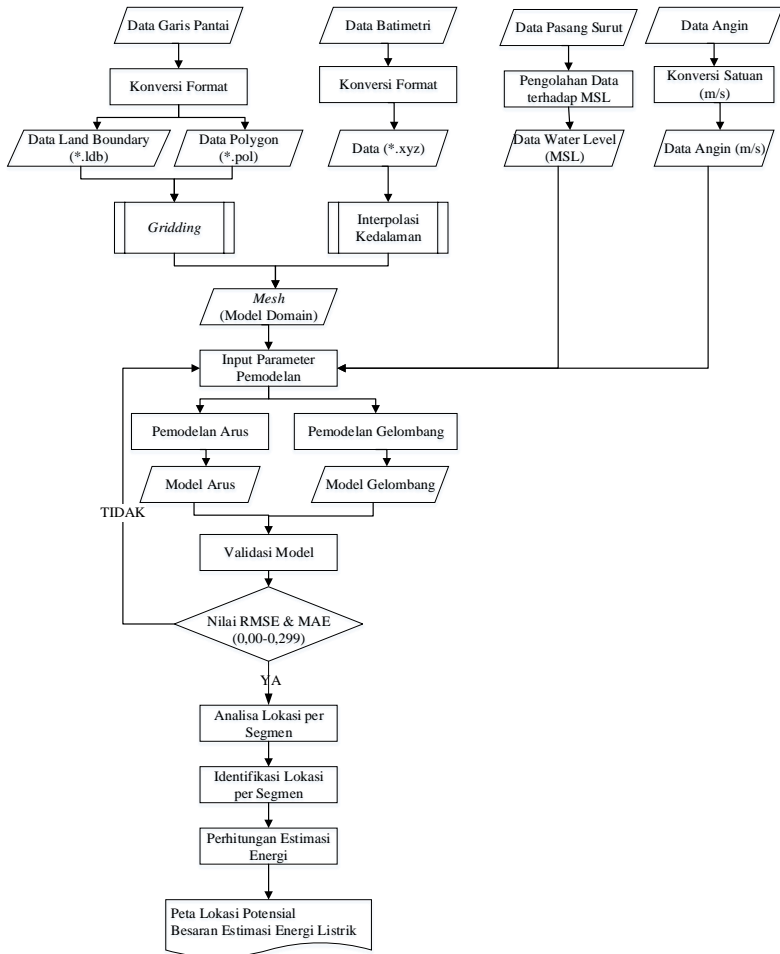 Data Garis Pantai
Data Batimetri
Data Pasang Surut
Data Angin
Konversi Format
Konversi Format
Pengolahan Data
terhadap MSL
Konversi Satuan
(m/s)
Data Land Boundary
(*.ldb)
Data Polygon
(*.pol)
Data (*.xyz)
Data Water Level
(MSL)
Data Angin (m/s)
Gridding
Interpolasi
Kedalaman
Mesh
(Model Domain)
Input Parameter
Pemodelan
Pemodelan Arus
Pemodelan Gelombang
Model Arus
Model Gelombang
TIDAK
Validasi Model
Nilai RMSE & MAE
(0,00-0,299)
YA
Analisa Lokasi per
Segmen
Identifikasi Lokasi
per Segmen
Perhitungan Estimasi
Energi
Peta Lokasi Potensial
Besaran Estimasi Energi Listrik